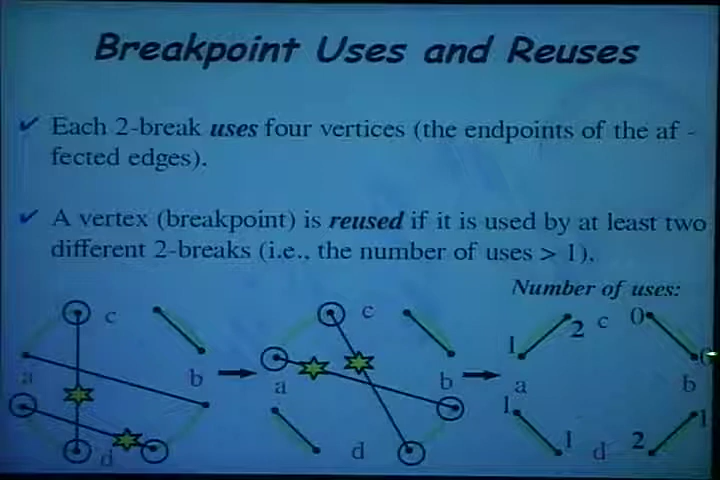 Breakpoint Uses and Reuses
✔ Each 2-break uses four vertices (the endpoints of the af -
fected edges).
✔ A vertex (breakpoint) is reused if it is used by at least two
different 2-breaks (i.e., the number of uses > 1).
Number of uses:
c c 2 c 0
1 0
a b a b a b
1 1
d d 1 d 2